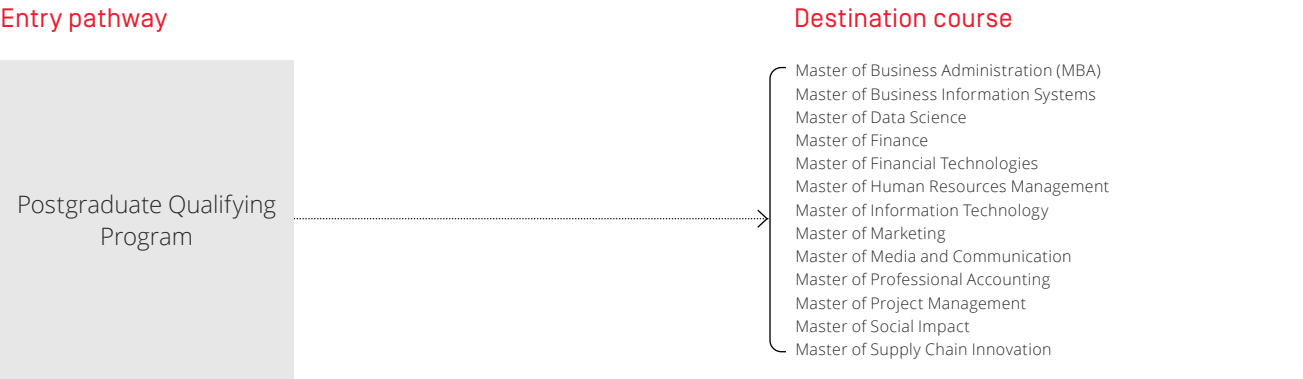 Entry pathway
Destination course
Postgraduate Qualifying
Program
Master of Business Administration (MBA)
Master of Business Information Systems
Master of Data Science
Master of Finance
Master of Financial Technologies
Master of Human Resources Management
Master of Information Technology
Master of Marketing
Master of Media and Communication
Master of Professional Accounting
Master of Project Management
Master of Social Impact
Master of Supply Chain Innovation